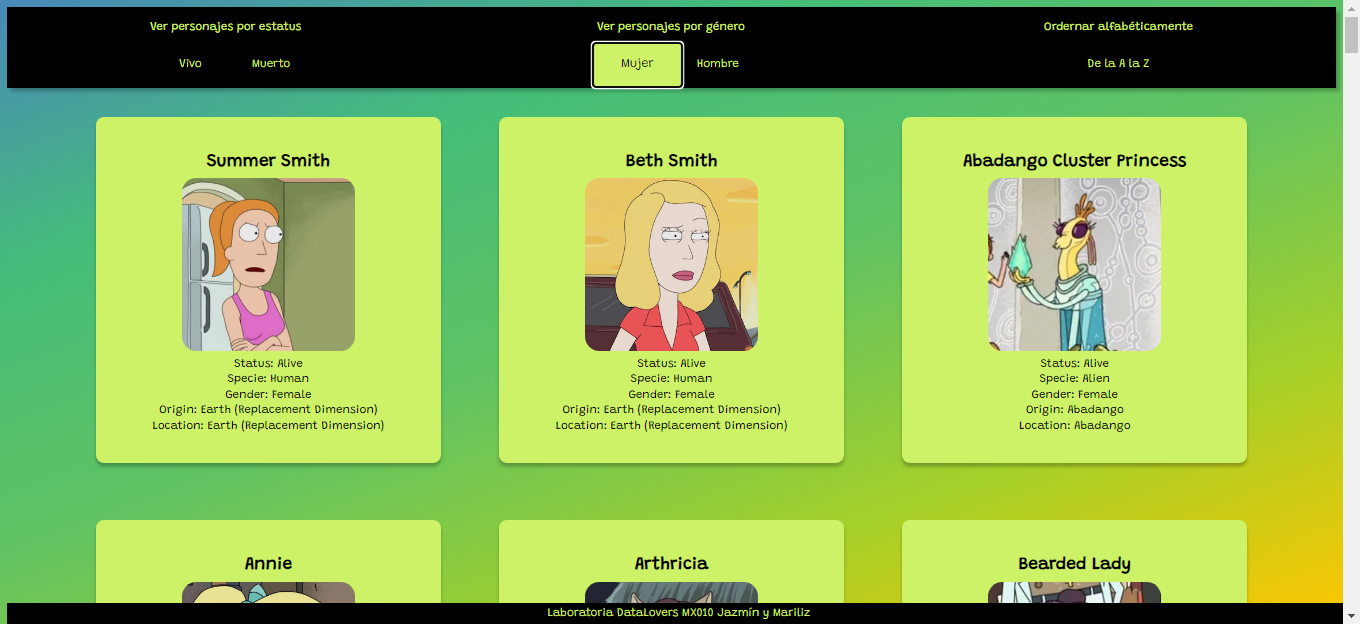 Ver personajes por estatus
Ver personajes por género
Ordernar alfabéticamente
Vivo
Muerto
Mujer
Hombre
De la A la Z
Summer Smith
Status: Alive
Specie: Human
Gender: Female
Origin: Earth (Replacement Dimension)
Location: Earth (Replacement Dimension)
Beth Smith
Status: Alive
Specie: Human
Gender: Female
Origin: Earth (Replacement Dimension)
Location: Earth (Replacement Dimension)
Abadango Cluster Princess
Status: Alive
Specie: Alien
Gender: Female
Origin: Abadango
Location: Abadango
Annie
Arthricia
Bearded Lady
Laboratoria DataLovers MX010 Jazmín y Mariliz